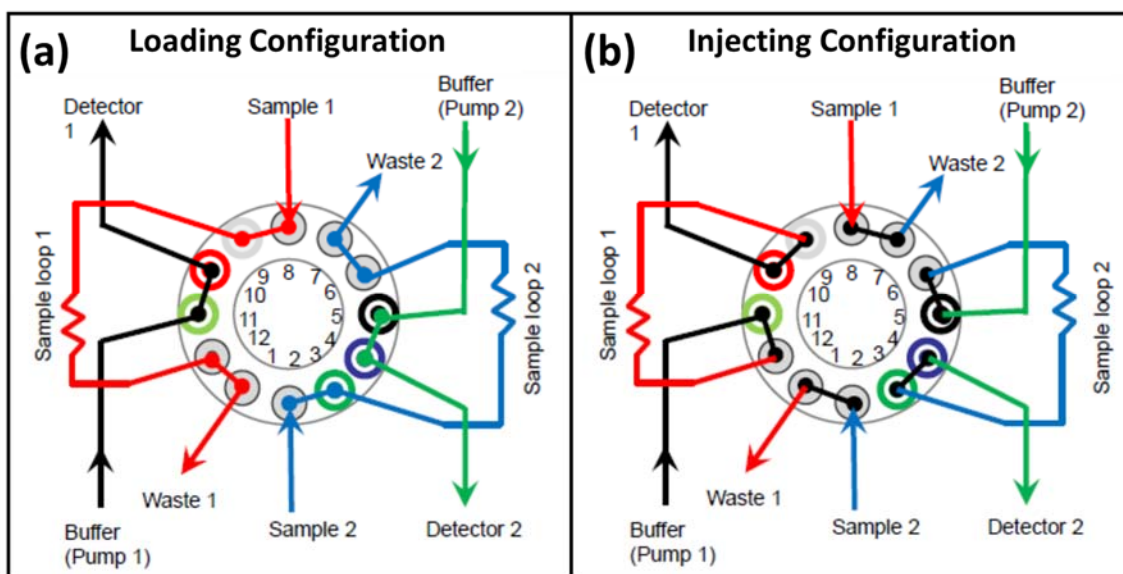 (a) Loading Configuration
Detector
1
Sample 1
Buffer
(Pump 2)
Waste 2
Sample loop 1
Sample loop 2
8
9
7
10
6
11
5
12
4
1
2
3
Waste 1
Buffer
(Pump 1)
Sample 2
Detector 2
(b) Injecting Configuration
Detector
1
Sample 1
Buffer
(Pump 2)
Waste 2
Sample loop 1
Sample loop 2
8
9
7
10
6
11
5
12
4
1
2
3
Waste 1
Buffer
(Pump 1)
Sample 2
Detector 2